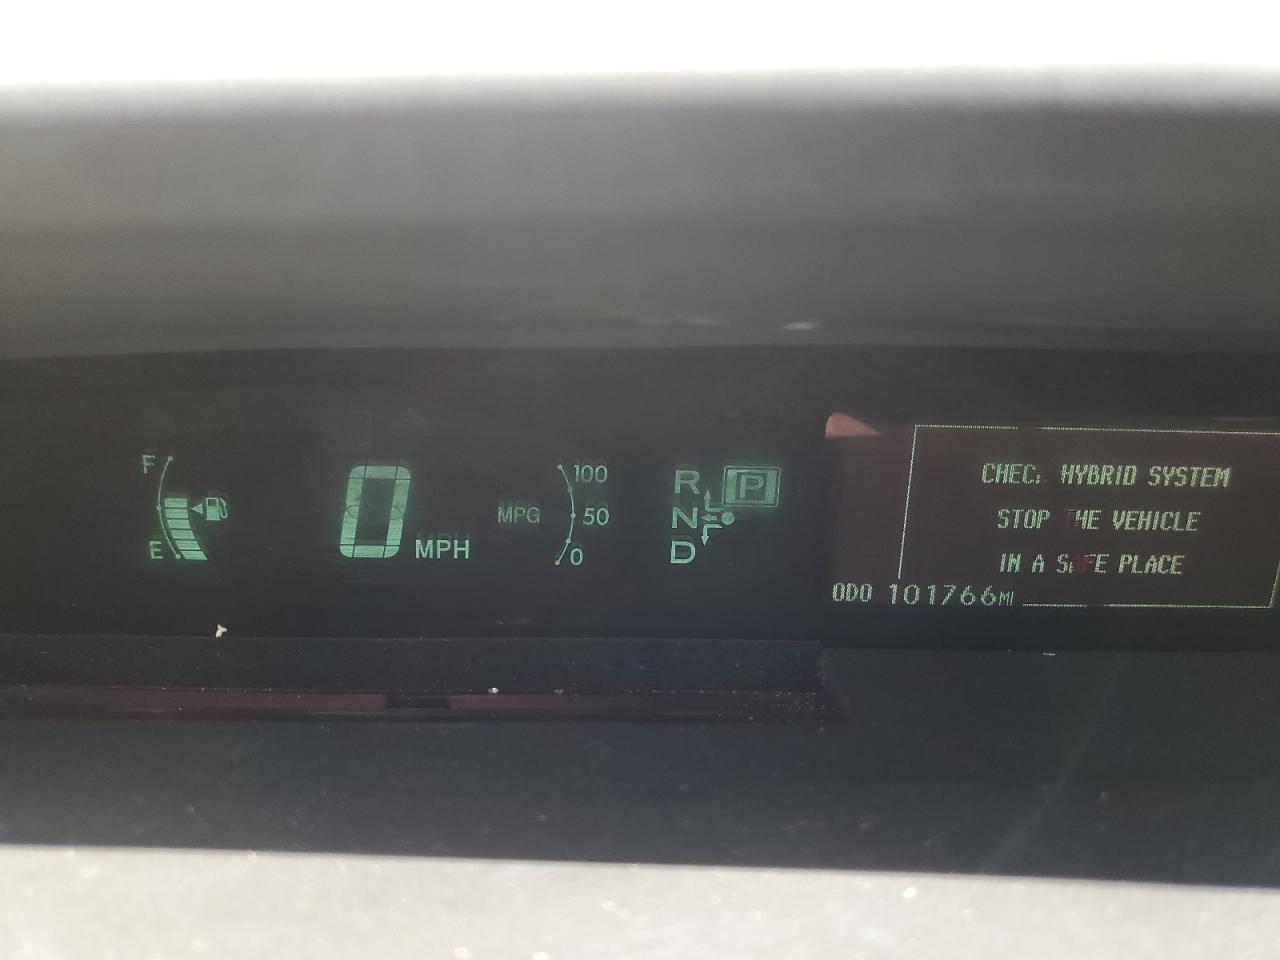 F
E
0 MPH
MPG
100
50
0
R P
N
D
CHEC. HYBRID SYSTEM
STOP THE VEHICLE
IN A SAFE PLACE
ODO 101766MI